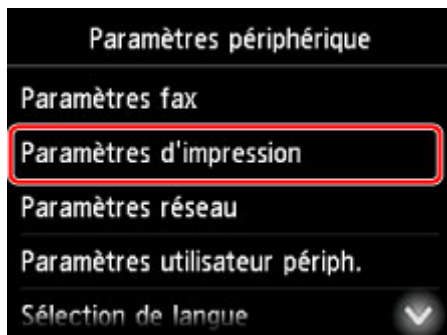 Paramètres périphérique
Paramètres fax
Paramètres d'impression
Paramètres réseau
Paramètres utilisateur périph.
Sélection de langue